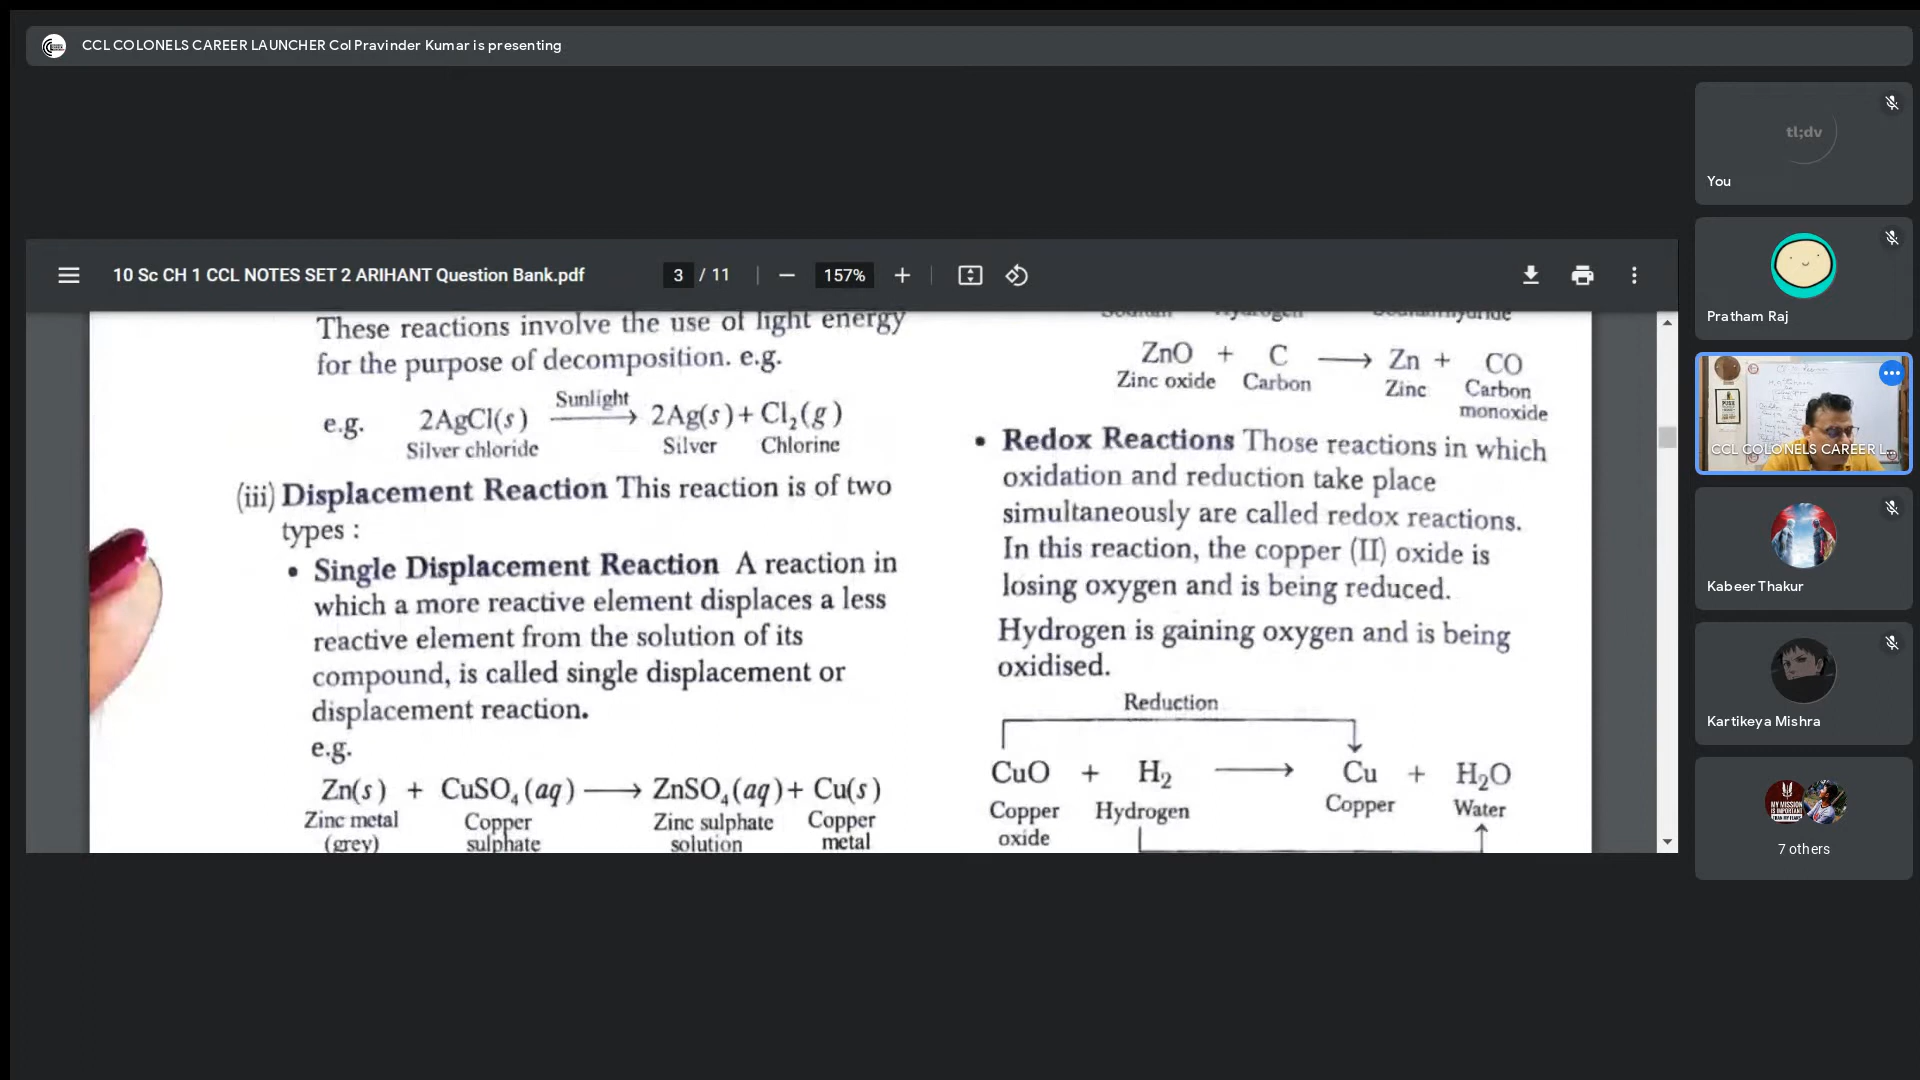 CCL COLONELS CAREER LAUNCHER Col Pravinder Kumar is presenting
10 Sc CH 1 CCL NOTES SET 2 ARIHANT Question Bank.pdf
3 / 11
157%
These reactions involve the use of light energy
for the purpose of decomposition. e.g.
e.g. 2AgCl(s) Sunlight ⟶ 2Ag(s) + Cl₂(g)
Silver chloride Silver Chlorine
(iii) Displacement Reaction This reaction is of two
types :
• Single Displacement Reaction A reaction in
which a more reactive element displaces a less
reactive element from the solution of its
compound, is called single displacement or
displacement reaction.
e.g.
Zn(s) + CuSO₄(aq) ⟶ ZnSO₄(aq) + Cu(s)
Zinc metal Copper Zinc sulphate Copper
(grey) sulphate solution metal
ZnO + C ⟶ Zn + CO
Zinc oxide Carbon Zinc Carbon
monoxide
• Redox Reactions Those reactions in which
oxidation and reduction take place
simultaneously are called redox reactions.
In this reaction, the copper (II) oxide is
losing oxygen and is being reduced.
Hydrogen is gaining oxygen and is being
oxidised.
Reduction
CuO + H₂ ⟶ Cu + H₂O
Copper Hydrogen Copper Water
oxide
tl;dv
You
Pratham Raj
CCL COLONELS CAREER L...
Kabeer Thakur
Kartikeya Mishra
MY MISSION
IS IMPORTANT
THAN MY FEARS
7 others